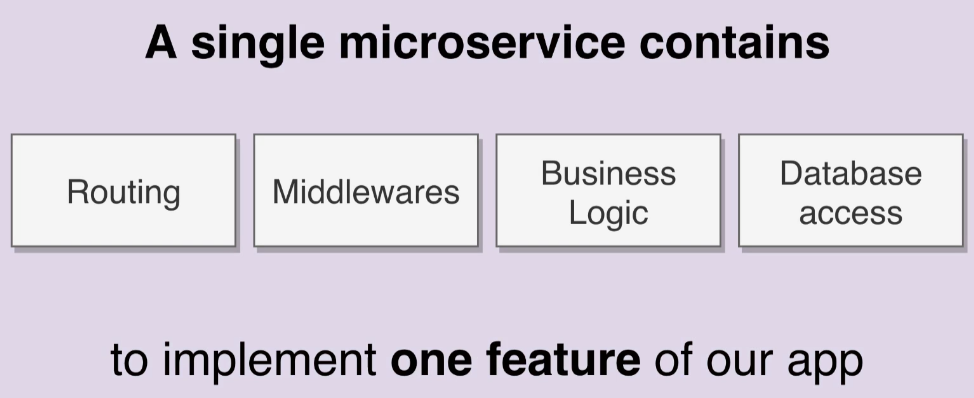 A single microservice contains
Routing
Middlewares
Business
Logic
Database
access
to implement one feature of our app